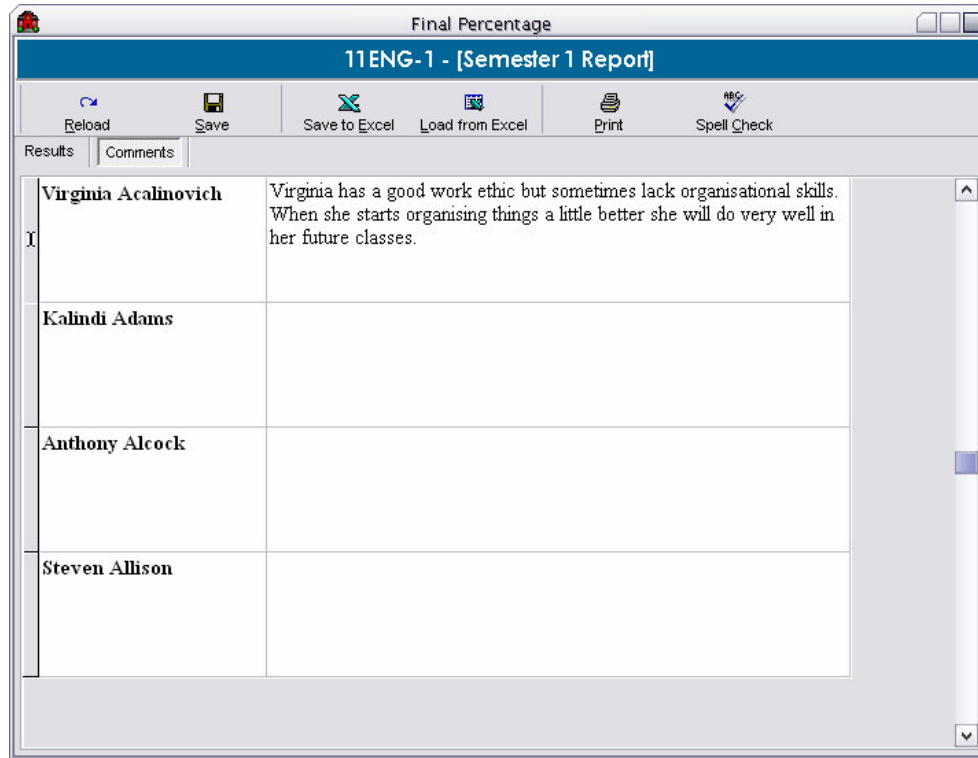 Final Percentage
11ENG-1 - [Semester 1 Report]
Reload Save Save to Excel Load from Excel Print Spell Check
Results Comments
Virginia Acalinovich Virginia has a good work ethic but sometimes lack organisational skills.
When she starts organising things a little better she will do very well in
her future classes.
Kalindi Adams
Anthony Alcock
Steven Allison